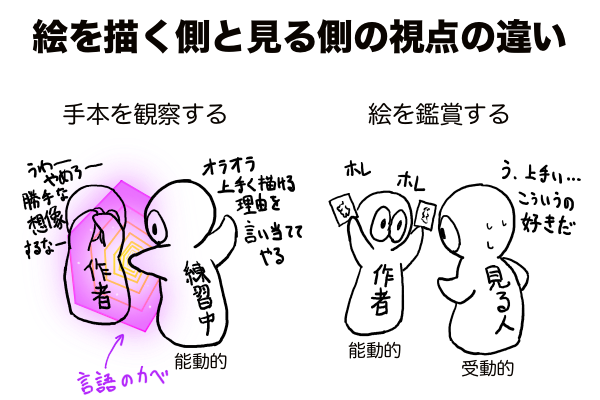 絵を描く側と見る側の視点の違い
手本を観察する
絵を鑑賞する
うわー
やめろー
勝手な
想像
するなー
オラオラ
上手く描ける
理由を
言い当てて
やる
作者
練習中
能動的
言語のカベ
ホレ
ホレ
う、上手い…
こういうの
好きだ
作者
見る人
能動的
受動的